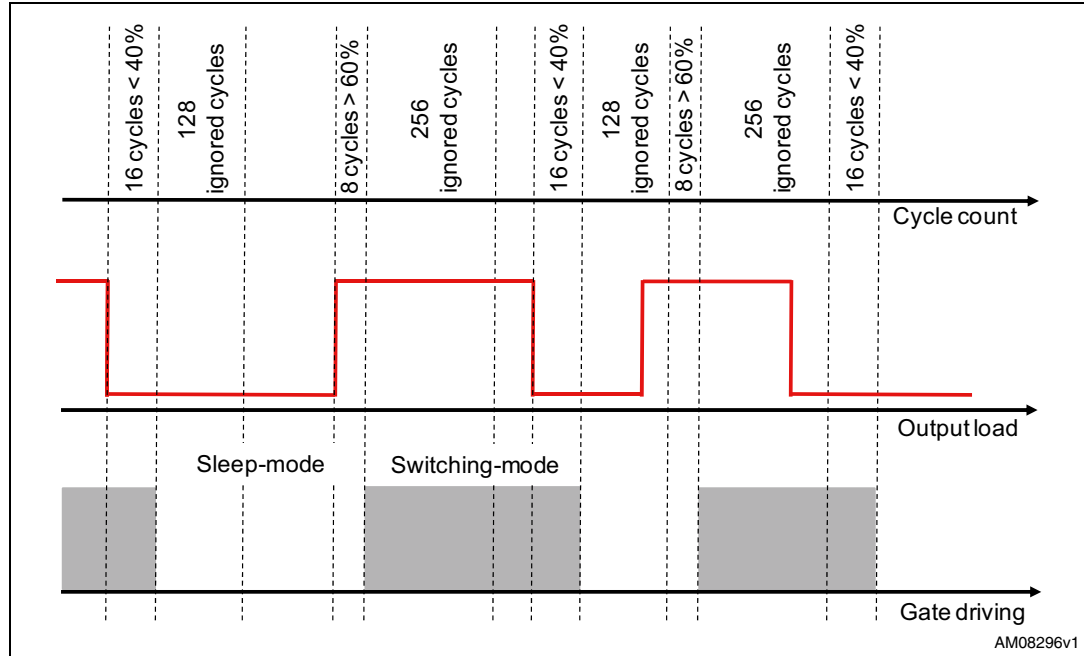 16 cycles < 40%
128
ignored cycles
8 cycles > 60%
256
ignored cycles
16 cycles < 40%
128
ignored cycles
8 cycles > 60%
256
ignored cycles
16 cycles < 40%
Cycle count
Output load
Sleep-mode
Switching-mode
Gate driving
AM08296v1